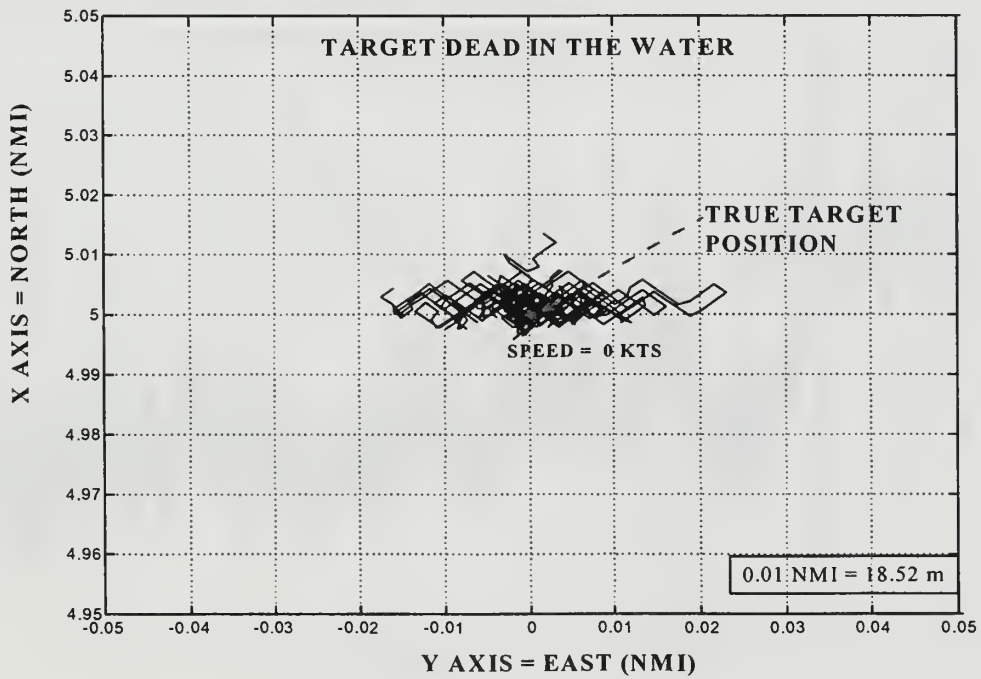 TARGET DEAD IN THE WATER
5.05
5.04
5.03
5.02
5.01
5
4.99
4.98
4.97
4.96
4.95
X AXIS = NORTH (NMI)
TRUE TARGET
POSITION
SPEED = 0 KTS
0.01 NMI = 18.52 m
-0.05 -0.04 -0.03 -0.02 -0.01 0 0.01 0.02 0.03 0.04 0.05
Y AXIS = EAST (NMI)